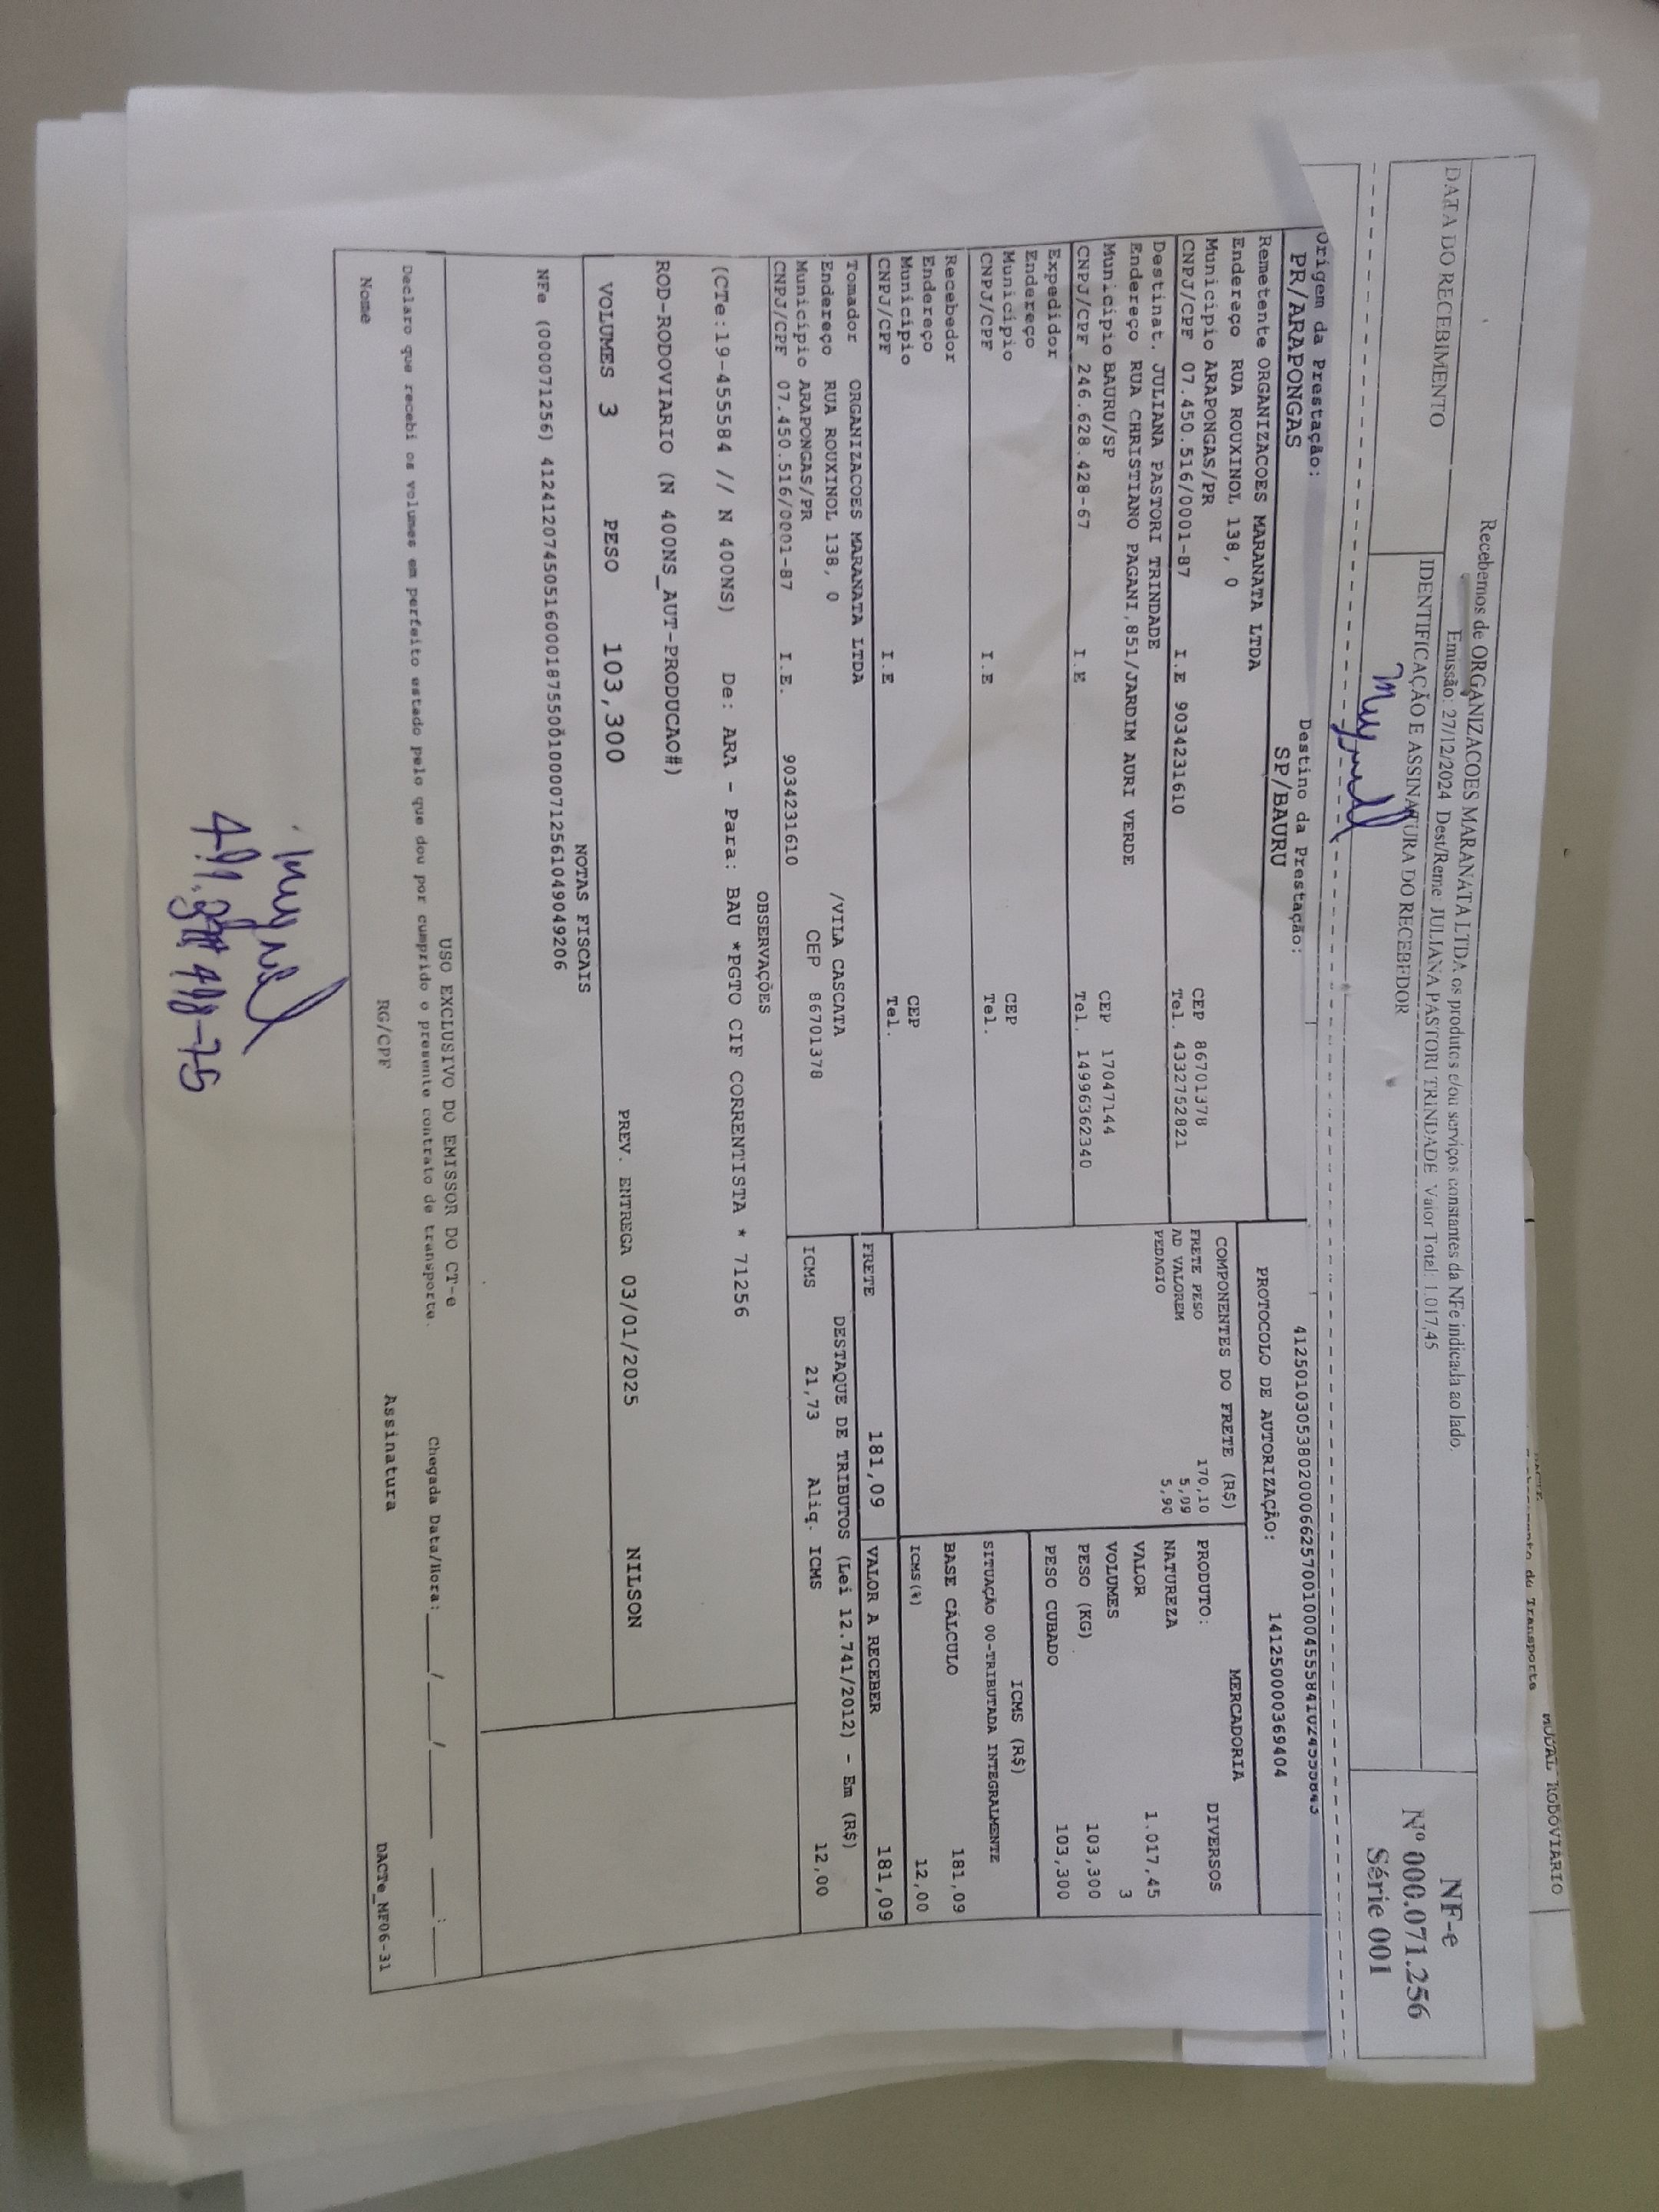 MODAL RODOVIÁRIO
Recebemos de ORGANIZACOES MARANATA LTDA os produtos e/ou serviços constantes da NFe indicada ao lado.
Emissão: 27/12/2024 Dest/Reme: JULIANA PASTORI TRINDADE Valor Total: 1.017,45
DATA DO RECEBIMENTO
IDENTIFICAÇÃO E ASSINATURA DO RECEBEDOR
NF-e
Nº 000.071.256
Série 001
Origem da Prestação:
PR/ARAPONGAS
Destino da Prestação:
SP/BAURU
PROTOCOLO DE AUTORIZAÇÃO: 141250000369404
Remetente ORGANIZACOES MARANATA LTDA
Endereço RUA ROUXINOL 138, 0
Município ARAPONGAS/PR CEP 86701378
CNPJ/CPF 07.450.516/0001-87 I.E 9034231610 Tel. 4332752821
Destinat. JULIANA PASTORI TRINDADE
Endereço RUA CHRISTIANO PAGANI,851/JARDIM AURI VERDE
Município BAURU/SP CEP 17047144
CNPJ/CPF 246.628.428-67 I.E Tel. 14996362340
Expedidor
Endereço
Município CEP
CNPJ/CPF I.E Tel.
Recebedor
Endereço
Município CEP
CNPJ/CPF I.E Tel.
Tomador ORGANIZACOES MARANATA LTDA
Endereço RUA ROUXINOL 138, 0 /VILA CASCATA
Município ARAPONGAS/PR CEP 86701378
CNPJ/CPF 07.450.516/0001-87 I.E. 9034231610
COMPONENTES DO FRETE (R$)
FRETE PESO 170,10
AD VALOREM 5,09
PEDAGIO 5,90
MERCADORIA
PRODUTO: DIVERSOS
NATUREZA
VALOR 1.017,45
VOLUMES 3
PESO (KG) 103,300
PESO CUBADO 103,300
ICMS (R$)
SITUAÇÃO 00-TRIBUTADA INTEGRALMENTE
BASE CÁLCULO 181,09
ICMS(%) 12,00
FRETE 181,09
VALOR A RECEBER 181,09
DESTAQUE DE TRIBUTOS (Lei 12.741/2012) - Em (R$)
ICMS 21,73 Aliq. ICMS 12,00
OBSERVAÇÕES
(CTe:19-455584 // N 400NS) De: ARA - Para: BAU *PGTO CIF CORRENTISTA * 71256
ROD-RODOVIARIO (N 400NS_AUT-PRODUCAO#)
VOLUMES 3 PESO 103,300 PREV. ENTREGA 03/01/2025 NILSON
NOTAS FISCAIS
NFe (000071256) 41241207450516000187550010000712561049049206
USO EXCLUSIVO DO EMISSOR DO CT-e
Declaro que recebi os volumes em perfeito estado pelo que dou por cumprido o presente contrato de transporte.
Chegada Data/Hora: ___/___/_____ ___:___
Nome RG/CPF Assinatura DACTe_MF06-31
miguel